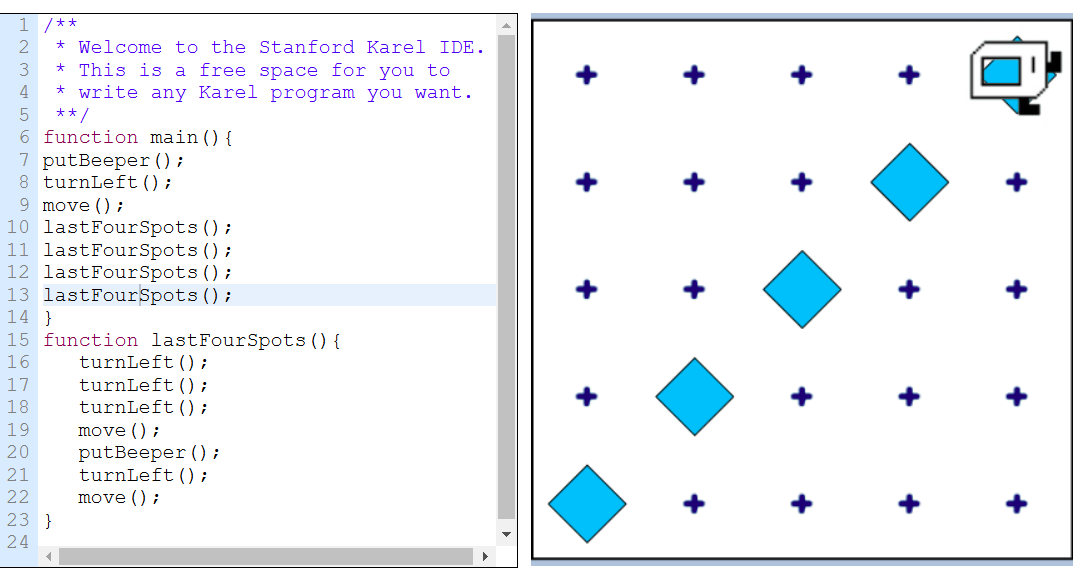 1 /**
2  * Welcome to the Stanford Karel IDE.
3  * This is a free space for you to
4  * write any Karel program you want.
5  **/
6 function main(){
7 putBeeper();
8 turnLeft();
9 move();
10 lastFourSpots();
11 lastFourSpots();
12 lastFourSpots();
13 lastFourSpots();
14 }
15 function lastFourSpots(){
16    turnLeft();
17    turnLeft();
18    turnLeft();
19    move();
20    putBeeper();
21    turnLeft();
22    move();
23 }
24